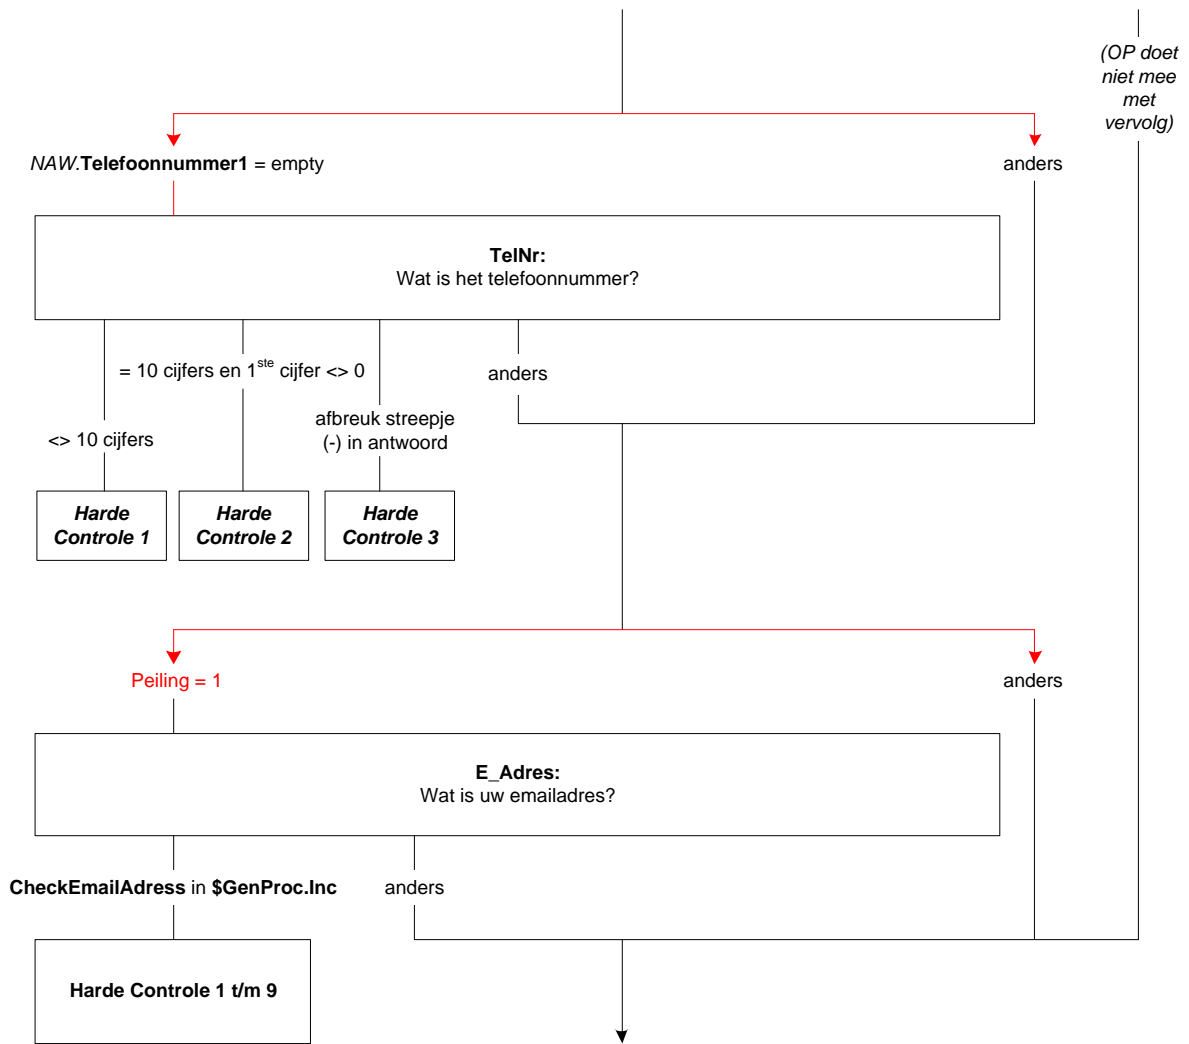 (OP doet
niet mee
met
vervolg)
NAW.Telefoonnummer1 = empty
anders
TelNr:
Wat is het telefoonnummer?
= 10 cijfers en 1ste cijfer <> 0
anders
afbreuk streepje
(-) in antwoord
<> 10 cijfers
Harde
Controle 1
Harde
Controle 2
Harde
Controle 3
Peiling = 1
anders
E_Adres:
Wat is uw emailadres?
CheckEmailAdress in $GenProc.Inc
anders
Harde Controle 1 t/m 9